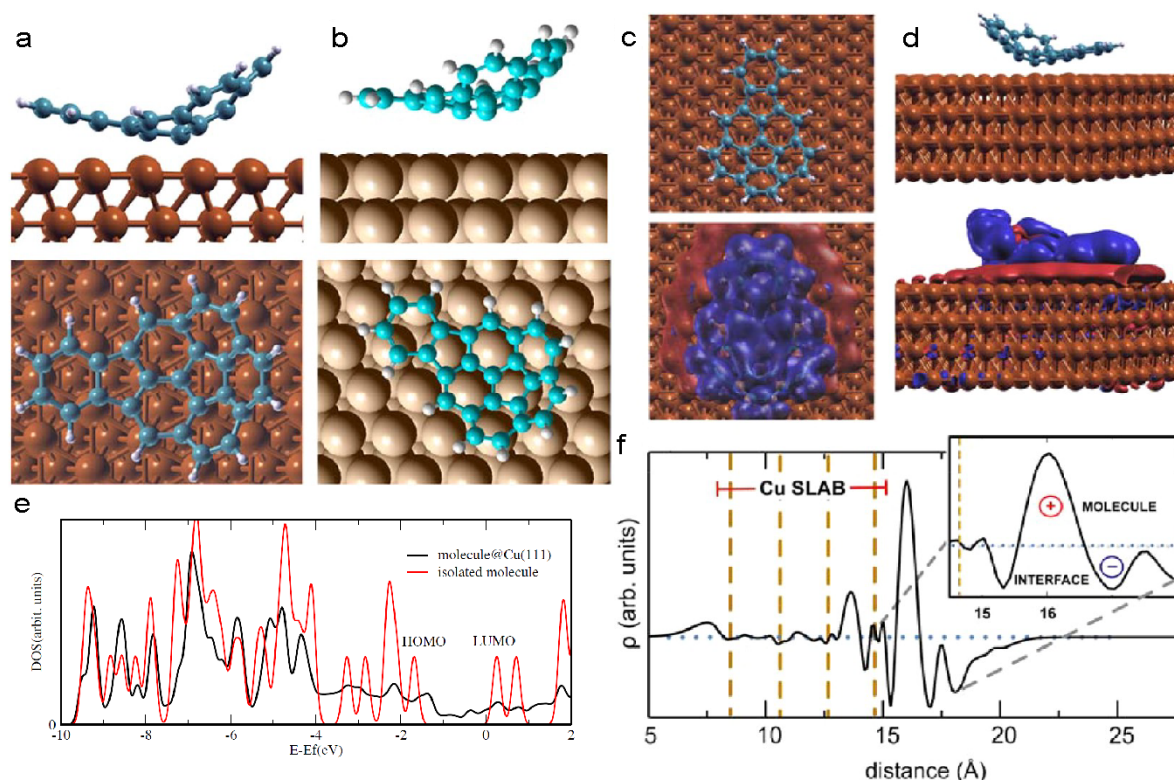 a
b
c
d
e
DOS(arbit. units)
0
molecule@Cu(111)
isolated molecule
HOMO
LUMO
-10 -8 -6 -4 -2 0 2
E-Ef(eV)
f
ρ (arb. units)
Cu SLAB
+
MOLECULE
INTERFACE
−
15 16
5 10 15 20 25
distance (Å)